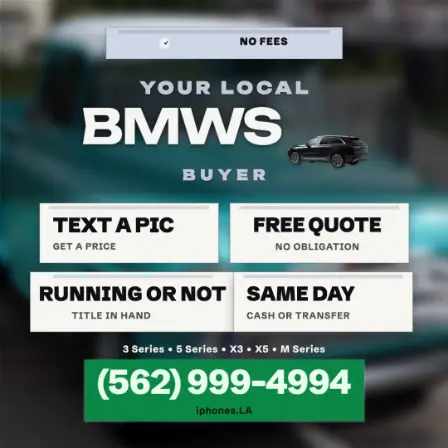 NO FEES
YOUR LOCAL
BMWS
BUYER
TEXT A PIC
GET A PRICE
FREE QUOTE
NO OBLIGATION
RUNNING OR NOT
TITLE IN HAND
SAME DAY
CASH OR TRANSFER
3 Series • 5 Series • X3 • X5 • M Series
(562) 999-4994
iphones.LA